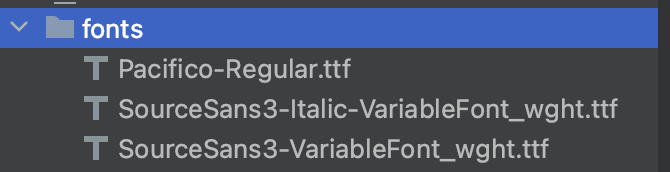 fonts
Pacifico-Regular.ttf
SourceSans3-Italic-VariableFont_wght.ttf
SourceSans3-VariableFont_wght.ttf